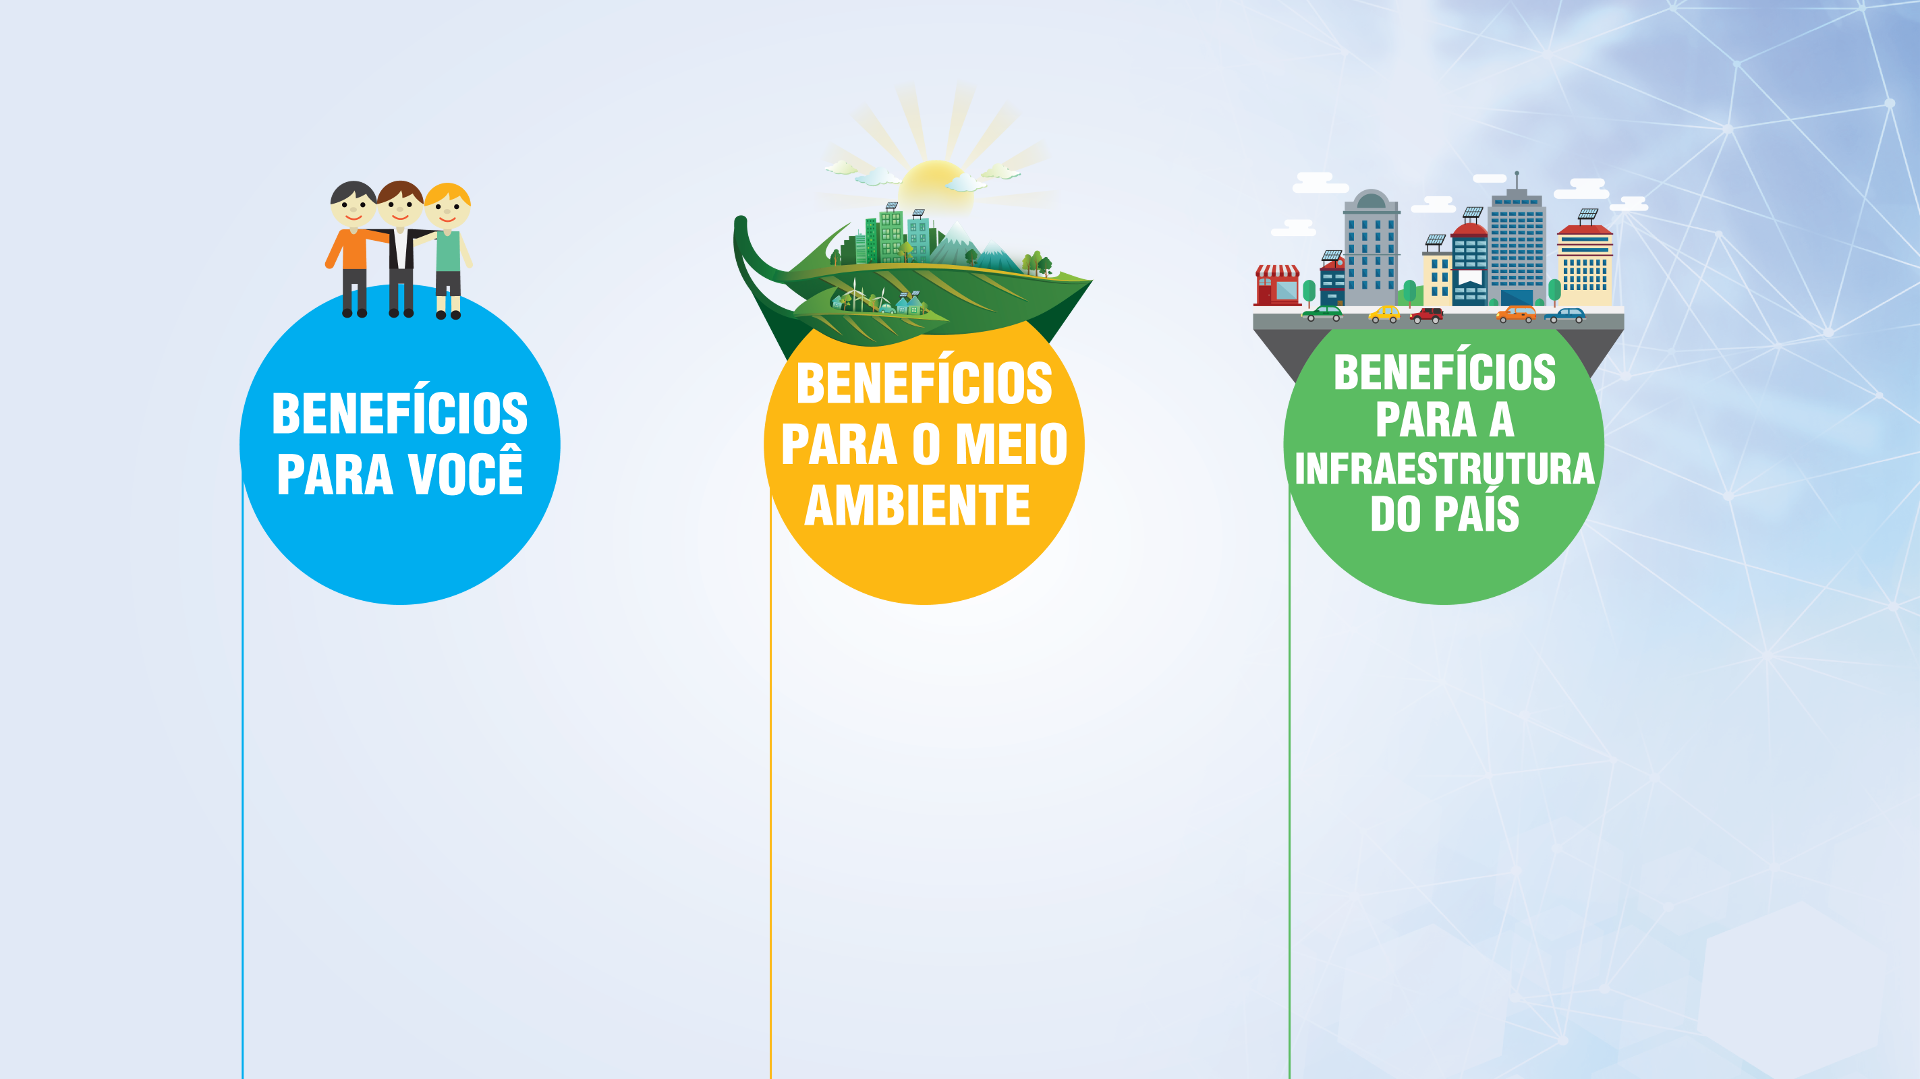 BENEFÍCIOS
PARA VOCÊ
BENEFÍCIOS
PARA O MEIO
AMBIENTE
BENEFÍCIOS
PARA A
INFRAESTRUTURA
DO PAÍS